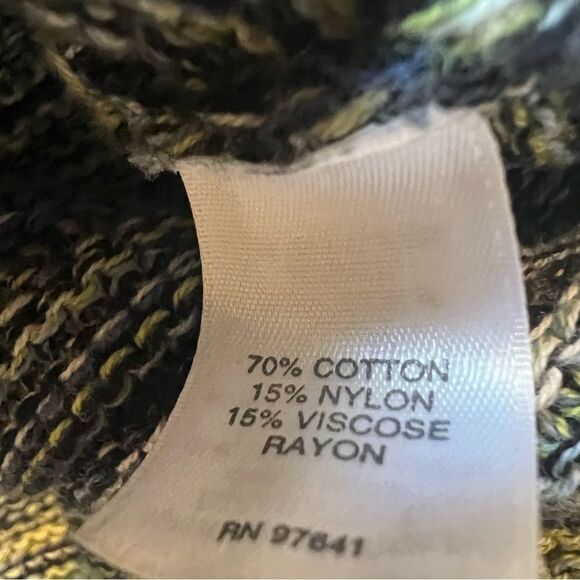 70% COTTON
15% NYLON
15% VISCOSE
RAYON
RN 97641